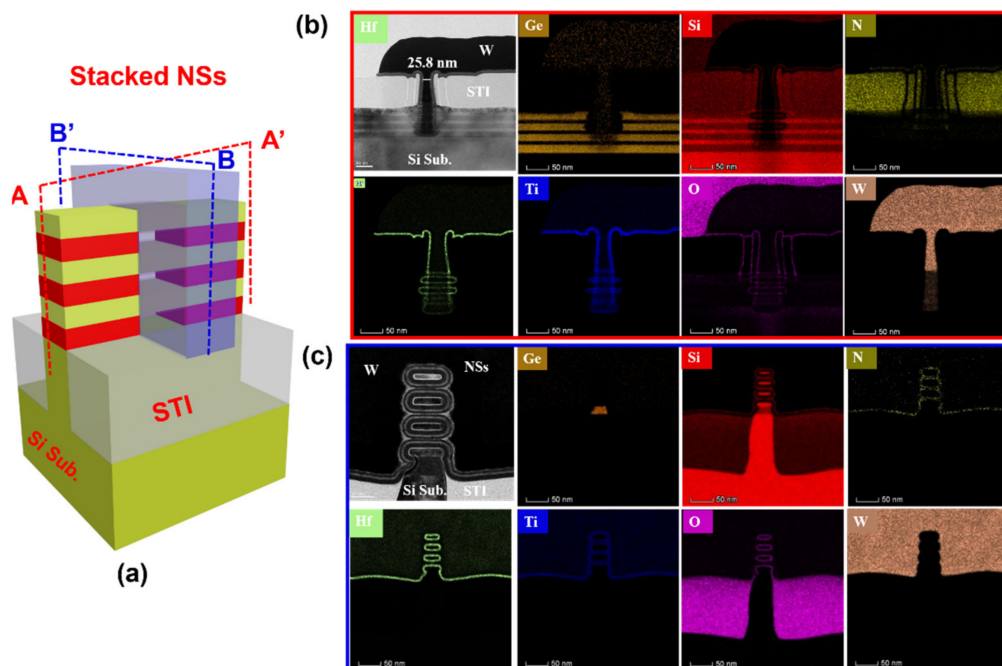 (a)
Stacked NSs
B'
A'
A
B
STI
Si Sub.
(b)
Hf
W
25.8 nm
STI
Si Sub.
Ge
50 nm
Si
50 nm
N
50 nm
50 nm
Ti
50 nm
O
50 nm
W
50 nm
(c)
W
NSs
Si Sub.
STI
Ge
50 nm
Si
50 nm
N
50 nm
Hf
50 nm
Ti
50 nm
O
50 nm
W
50 nm